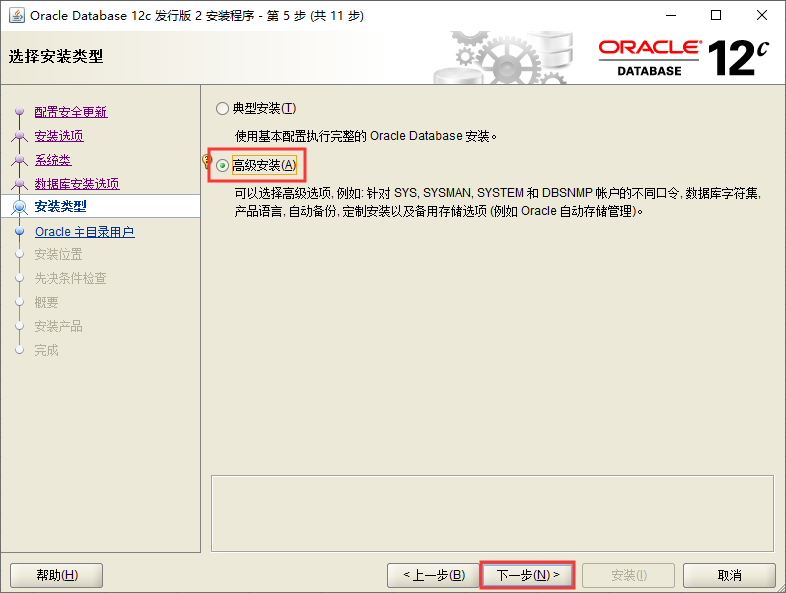 Oracle Database 12c 发行版 2 安装程序 - 第 5 步 (共 11 步)
选择安装类型
ORACLE®
DATABASE
12c
配置安全更新
安装选项
系统类
数据库安装选项
安装类型
Oracle 主目录用户
安装位置
先决条件检查
概要
安装产品
完成
典型安装(T)
使用基本配置执行完整的 Oracle Database 安装。
高级安装(A)
可以选择高级选项, 例如: 针对 SYS, SYSMAN, SYSTEM 和 DBSNMP 帐户的不同口令, 数据库字符集,
产品语言, 自动备份, 定制安装以及备用存储选项 (例如 Oracle 自动存储管理)。
帮助(H)
< 上一步(B)
下一步(N) >
安装(I)
取消